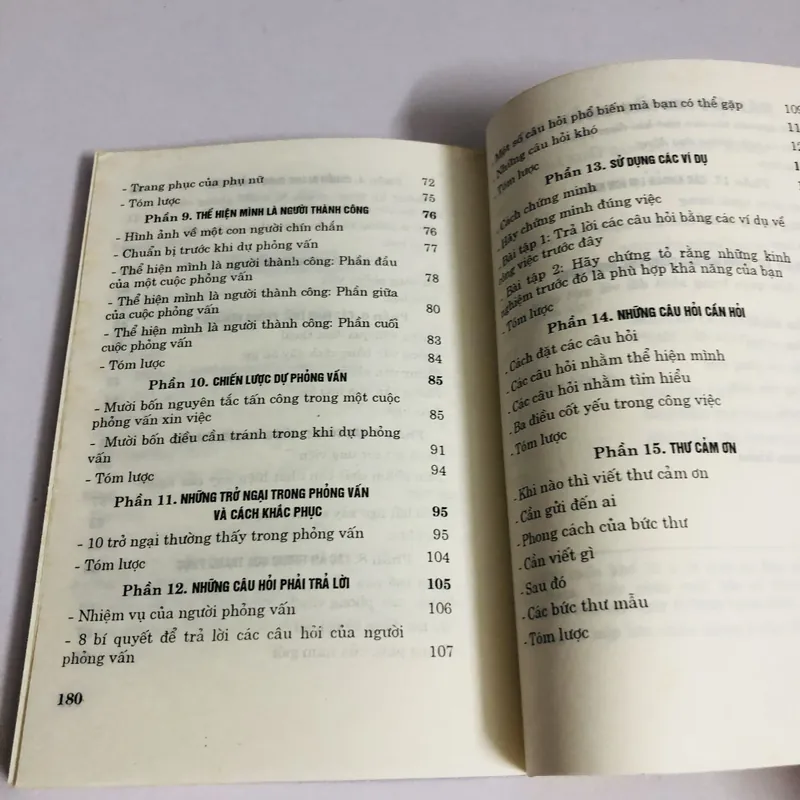 - Trang phục của phụ nữ 72
- Tóm lược 75
Phần 9. THỂ HIỆN MÌNH LÀ NGƯỜI THÀNH CÔNG 76
- Hình ảnh về một con người chín chắn 76
- Chuẩn bị trước khi dự phỏng vấn 77
- Thể hiện mình là người thành công: Phần đầu
của một cuộc phỏng vấn 78
- Thể hiện mình là người thành công: Phần giữa
của cuộc phỏng vấn 80
- Thể hiện mình là người thành công: Phần cuối
cuộc phỏng vấn 83
- Tóm lược 84
Phần 10. CHIẾN LƯỢC DỰ PHỎNG VẤN 85
- Mười bốn nguyên tắc tấn công trong một cuộc
phỏng vấn xin việc 85
- Mười bốn điều cần tránh trong khi dự phỏng
vấn 91
- Tóm lược 94
Phần 11. NHỮNG TRỞ NGẠI TRONG PHỎNG VẤN
VÀ CÁCH KHẮC PHỤC 95
- 10 trở ngại thường thấy trong phỏng vấn 95
- Tóm lược 104
Phần 12. NHỮNG CÂU HỎI PHẢI TRẢ LỜI 105
- Nhiệm vụ của người phỏng vấn 106
- 8 bí quyết để trả lời các câu hỏi của người
phỏng vấn 107
180
Một số câu hỏi phổ biến mà bạn có thể gặp 109
Những câu hỏi khó
Tóm lược
Phần 13. SỬ DỤNG CÁC VÍ DỤ
- Cách chứng minh
- Hãy chứng minh đúng việc
- Bài tập 1: Trả lời các câu hỏi bằng các ví dụ về
công việc trước đây
- Bài tập 2: Hãy chứng tỏ rằng những kinh
nghiệm trước đó là phù hợp khả năng của bạn
- Tóm lược
Phần 14. NHỮNG CÂU HỎI CẦN HỎI
- Cách đặt các câu hỏi
- Các câu hỏi nhằm thể hiện mình
- Các câu hỏi nhằm tìm hiểu
- Ba điều cốt yếu trong công việc
- Tóm lược
Phần 15. THƯ CẢM ƠN
- Khi nào thì viết thư cảm ơn
- Cần gửi đến ai
- Phong cách của bức thư
- Cần viết gì
- Sau đó
- Các bức thư mẫu
- Tóm lược